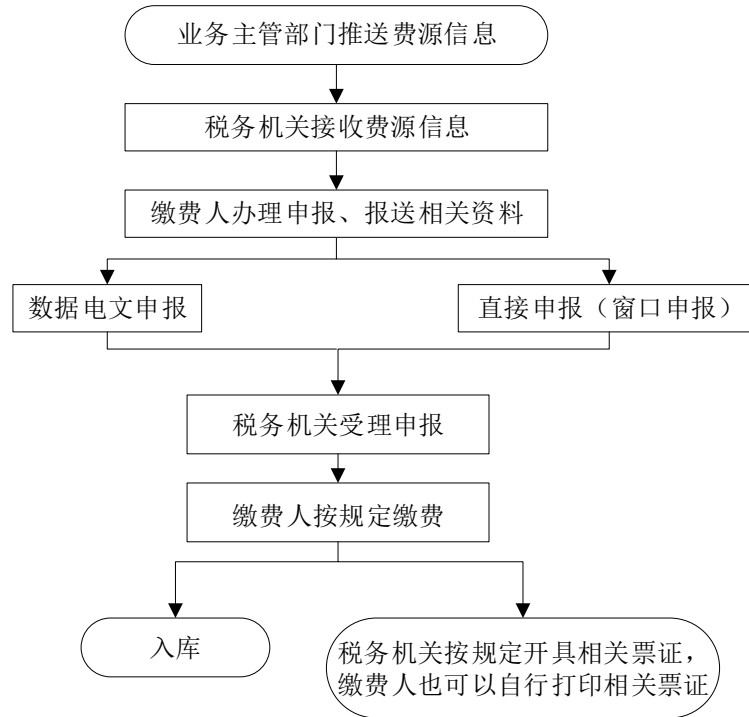 业务主管部门推送费源信息
税务机关接收费源信息
缴费人办理申报、报送相关资料
数据电文申报
直接申报（窗口申报）
税务机关受理申报
缴费人按规定缴费
入库
税务机关按规定开具相关票证，
缴费人也可以自行打印相关票证